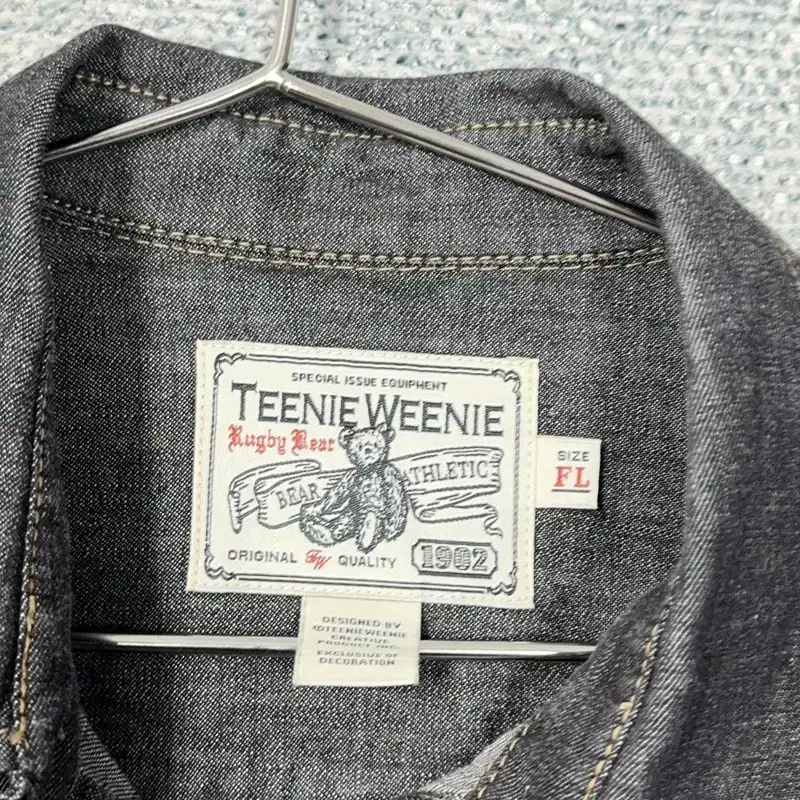 SPECIAL ISSUE EQUIPMENT
TEENIE WEENIE
Rugby Bear
BEAR ATHLETIC
ORIGINAL TW QUALITY 1902
SIZE
FL
DESIGNED BY
©TEENIEWEENIE
CREATIVE
PRODUCT INC.
EXCLUSIVE OF
DECORATION